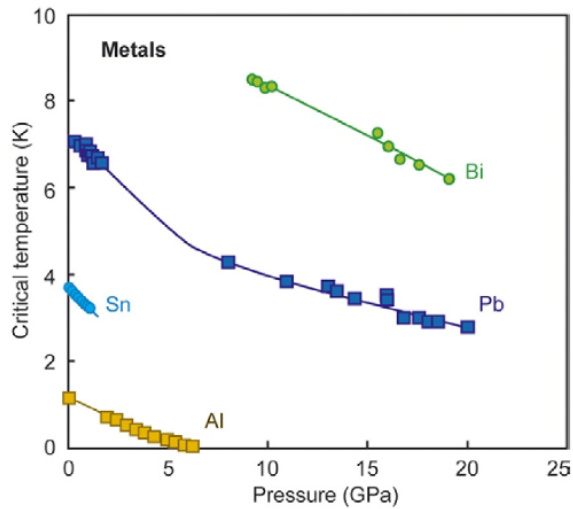 10
Metals
8
6
4
2
0
Critical temperature (K)
Bi
Pb
Sn
Al
0 5 10 15 20 25
Pressure (GPa)